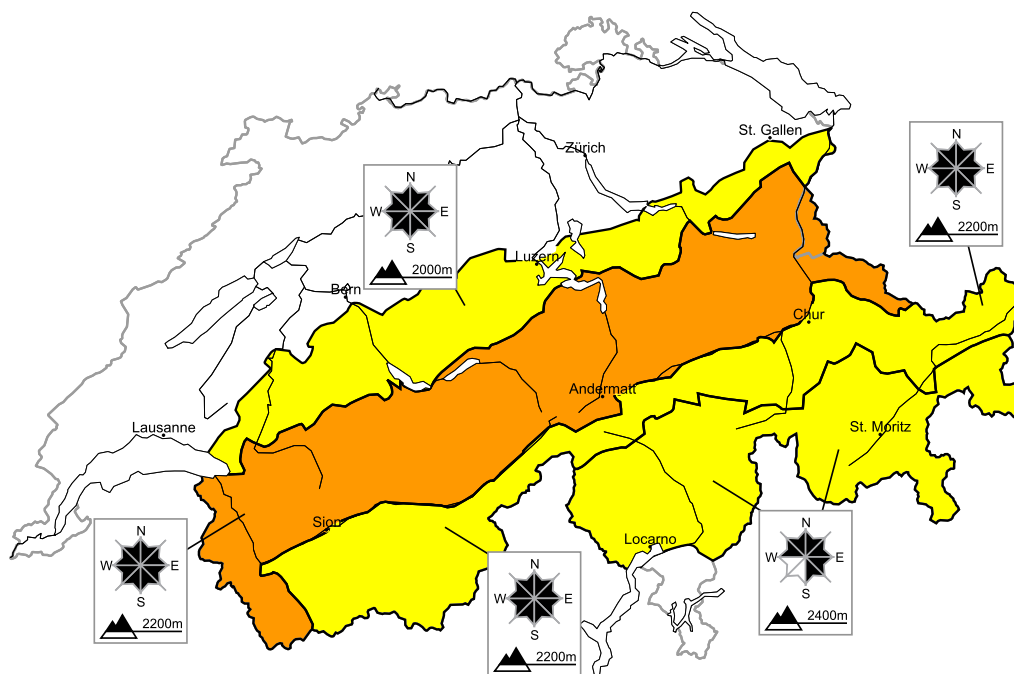 St. Gallen
Zürich
N
W E
S
2200m
N
W E
S
2000m
Luzern
Bern
Chur
Andermatt
Lausanne
St. Moritz
Sion
N
W E
S
2200m
Locarno
N
W E
S
2400m
N
W E
S
2200m